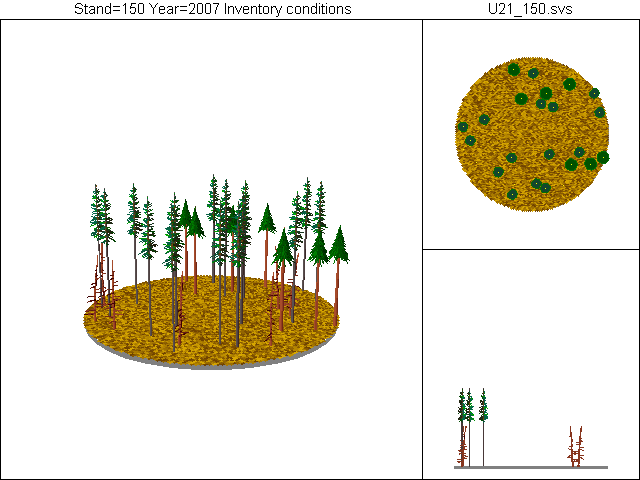 Stand=150 Year=2007 Inventory conditions
U21_150.svs